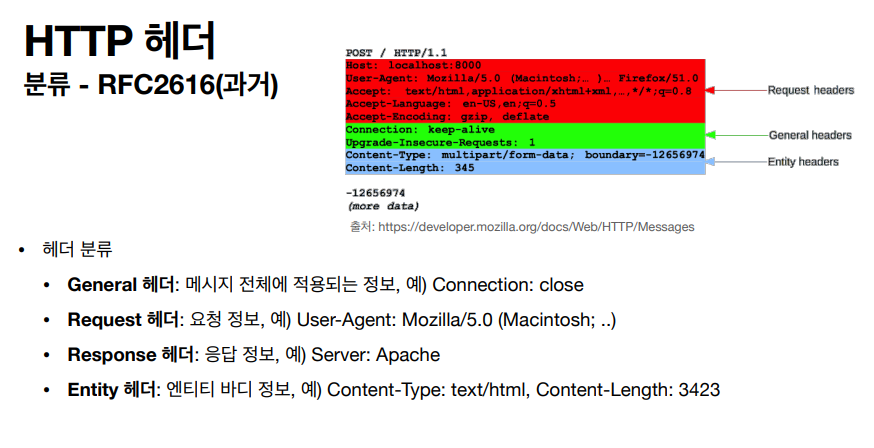 HTTP 헤더
분류 - RFC2616(과거)
POST / HTTP/1.1
Host: localhost:8000
User-Agent: Mozilla/5.0 (Macintosh;… )… Firefox/51.0
Accept: text/html,application/xhtml+xml,…,*/*;q=0.8
Accept-Language: en-US,en;q=0.5
Accept-Encoding: gzip, deflate
Connection: keep-alive
Upgrade-Insecure-Requests: 1
Content-Type: multipart/form-data; boundary=-12656974
Content-Length: 345
-12656974
(more data)
Request headers
General headers
Entity headers
출처: https://developer.mozilla.org/docs/Web/HTTP/Messages
• 헤더 분류
• General 헤더: 메시지 전체에 적용되는 정보, 예) Connection: close
• Request 헤더: 요청 정보, 예) User-Agent: Mozilla/5.0 (Macintosh; ..)
• Response 헤더: 응답 정보, 예) Server: Apache
• Entity 헤더: 엔티티 바디 정보, 예) Content-Type: text/html, Content-Length: 3423